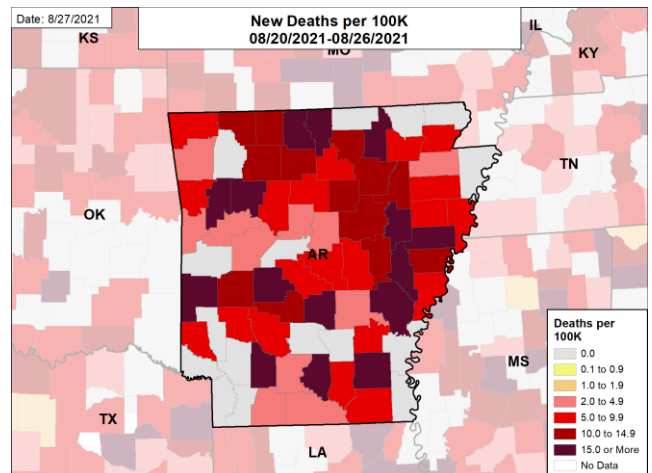 Date: 8/27/2021
New Deaths per 100K
08/20/2021-08/26/2021
KS
MO
IL
KY
TN
OK
AR
MS
TX
LA
Deaths per
100K
0.0
0.1 to 0.9
1.0 to 1.9
2.0 to 4.9
5.0 to 9.9
10.0 to 14.9
15.0 or More
No Data